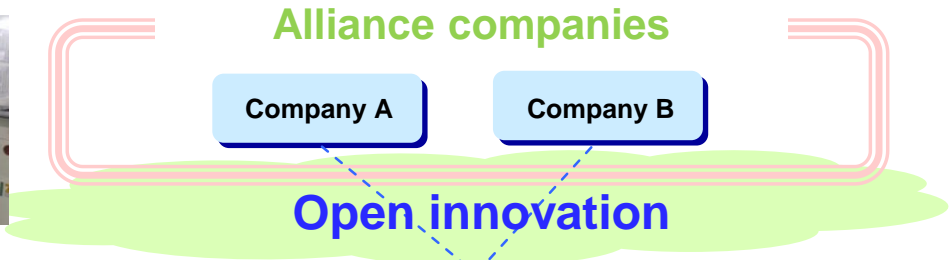 Alliance companies
Company A
Company B
Open innovation